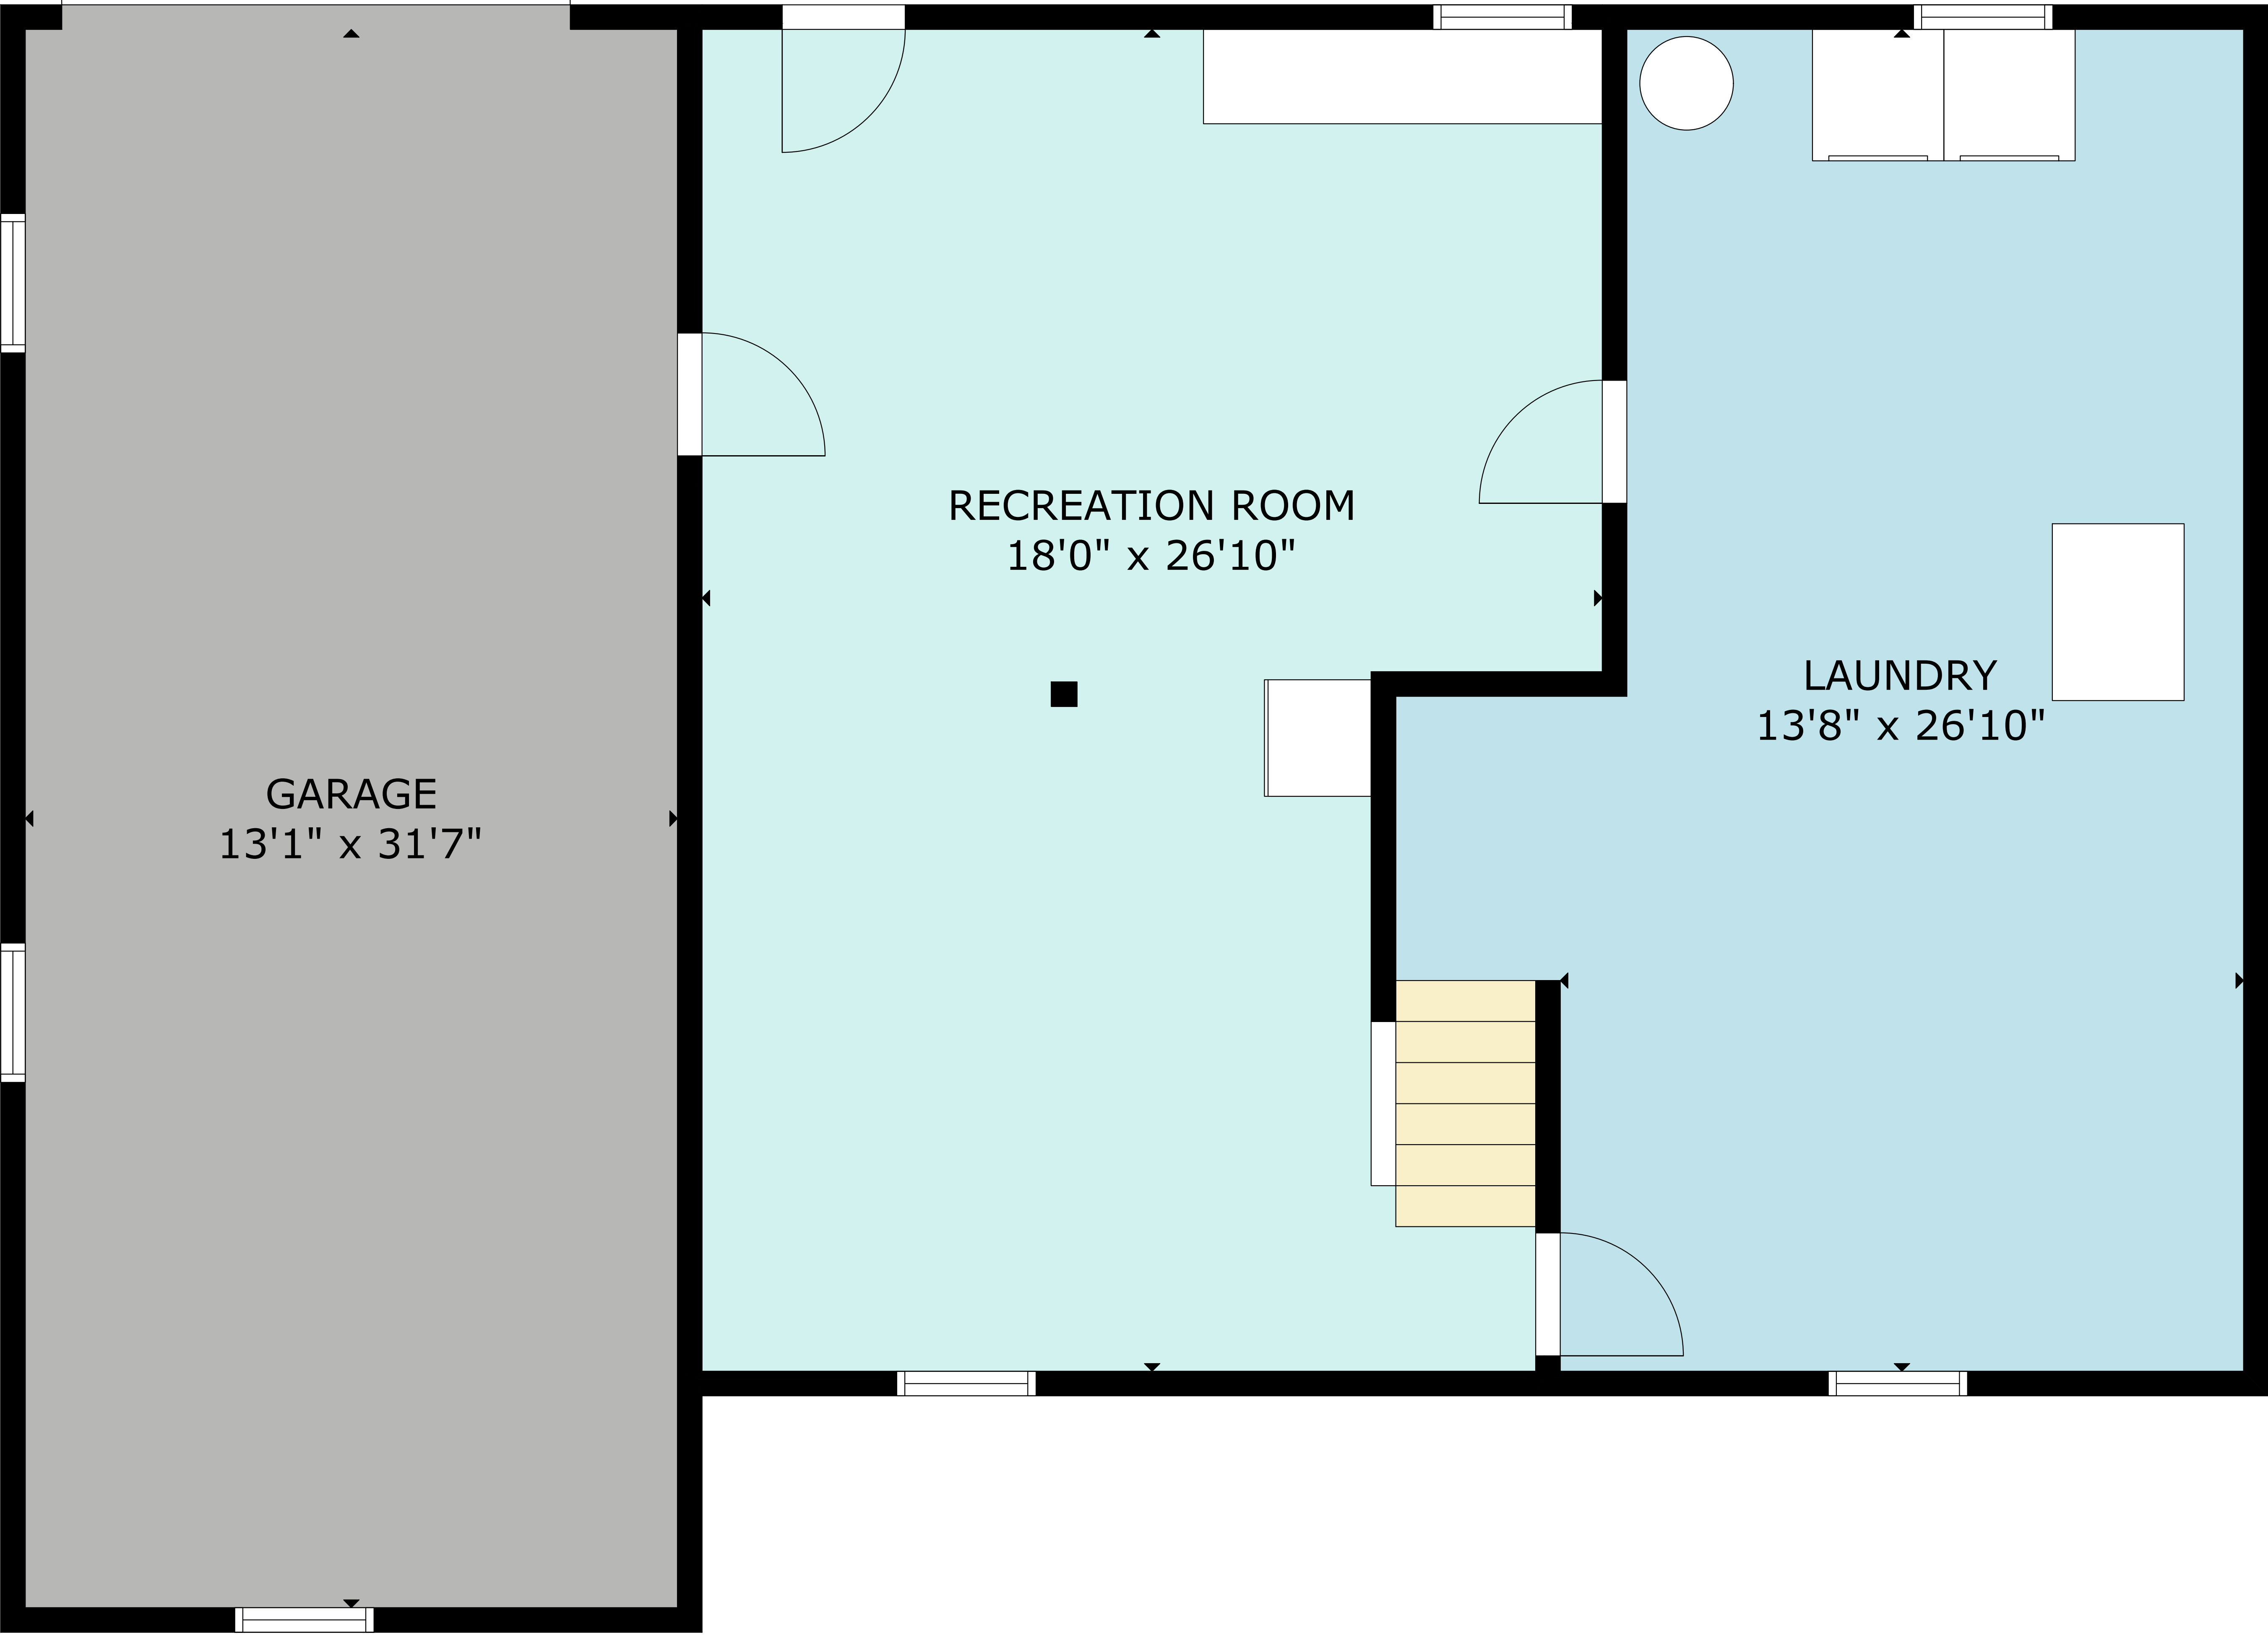 RECREATION ROOM
18'0" x 26'10"
LAUNDRY
13'8" x 26'10"
GARAGE
13'1" x 31'7"